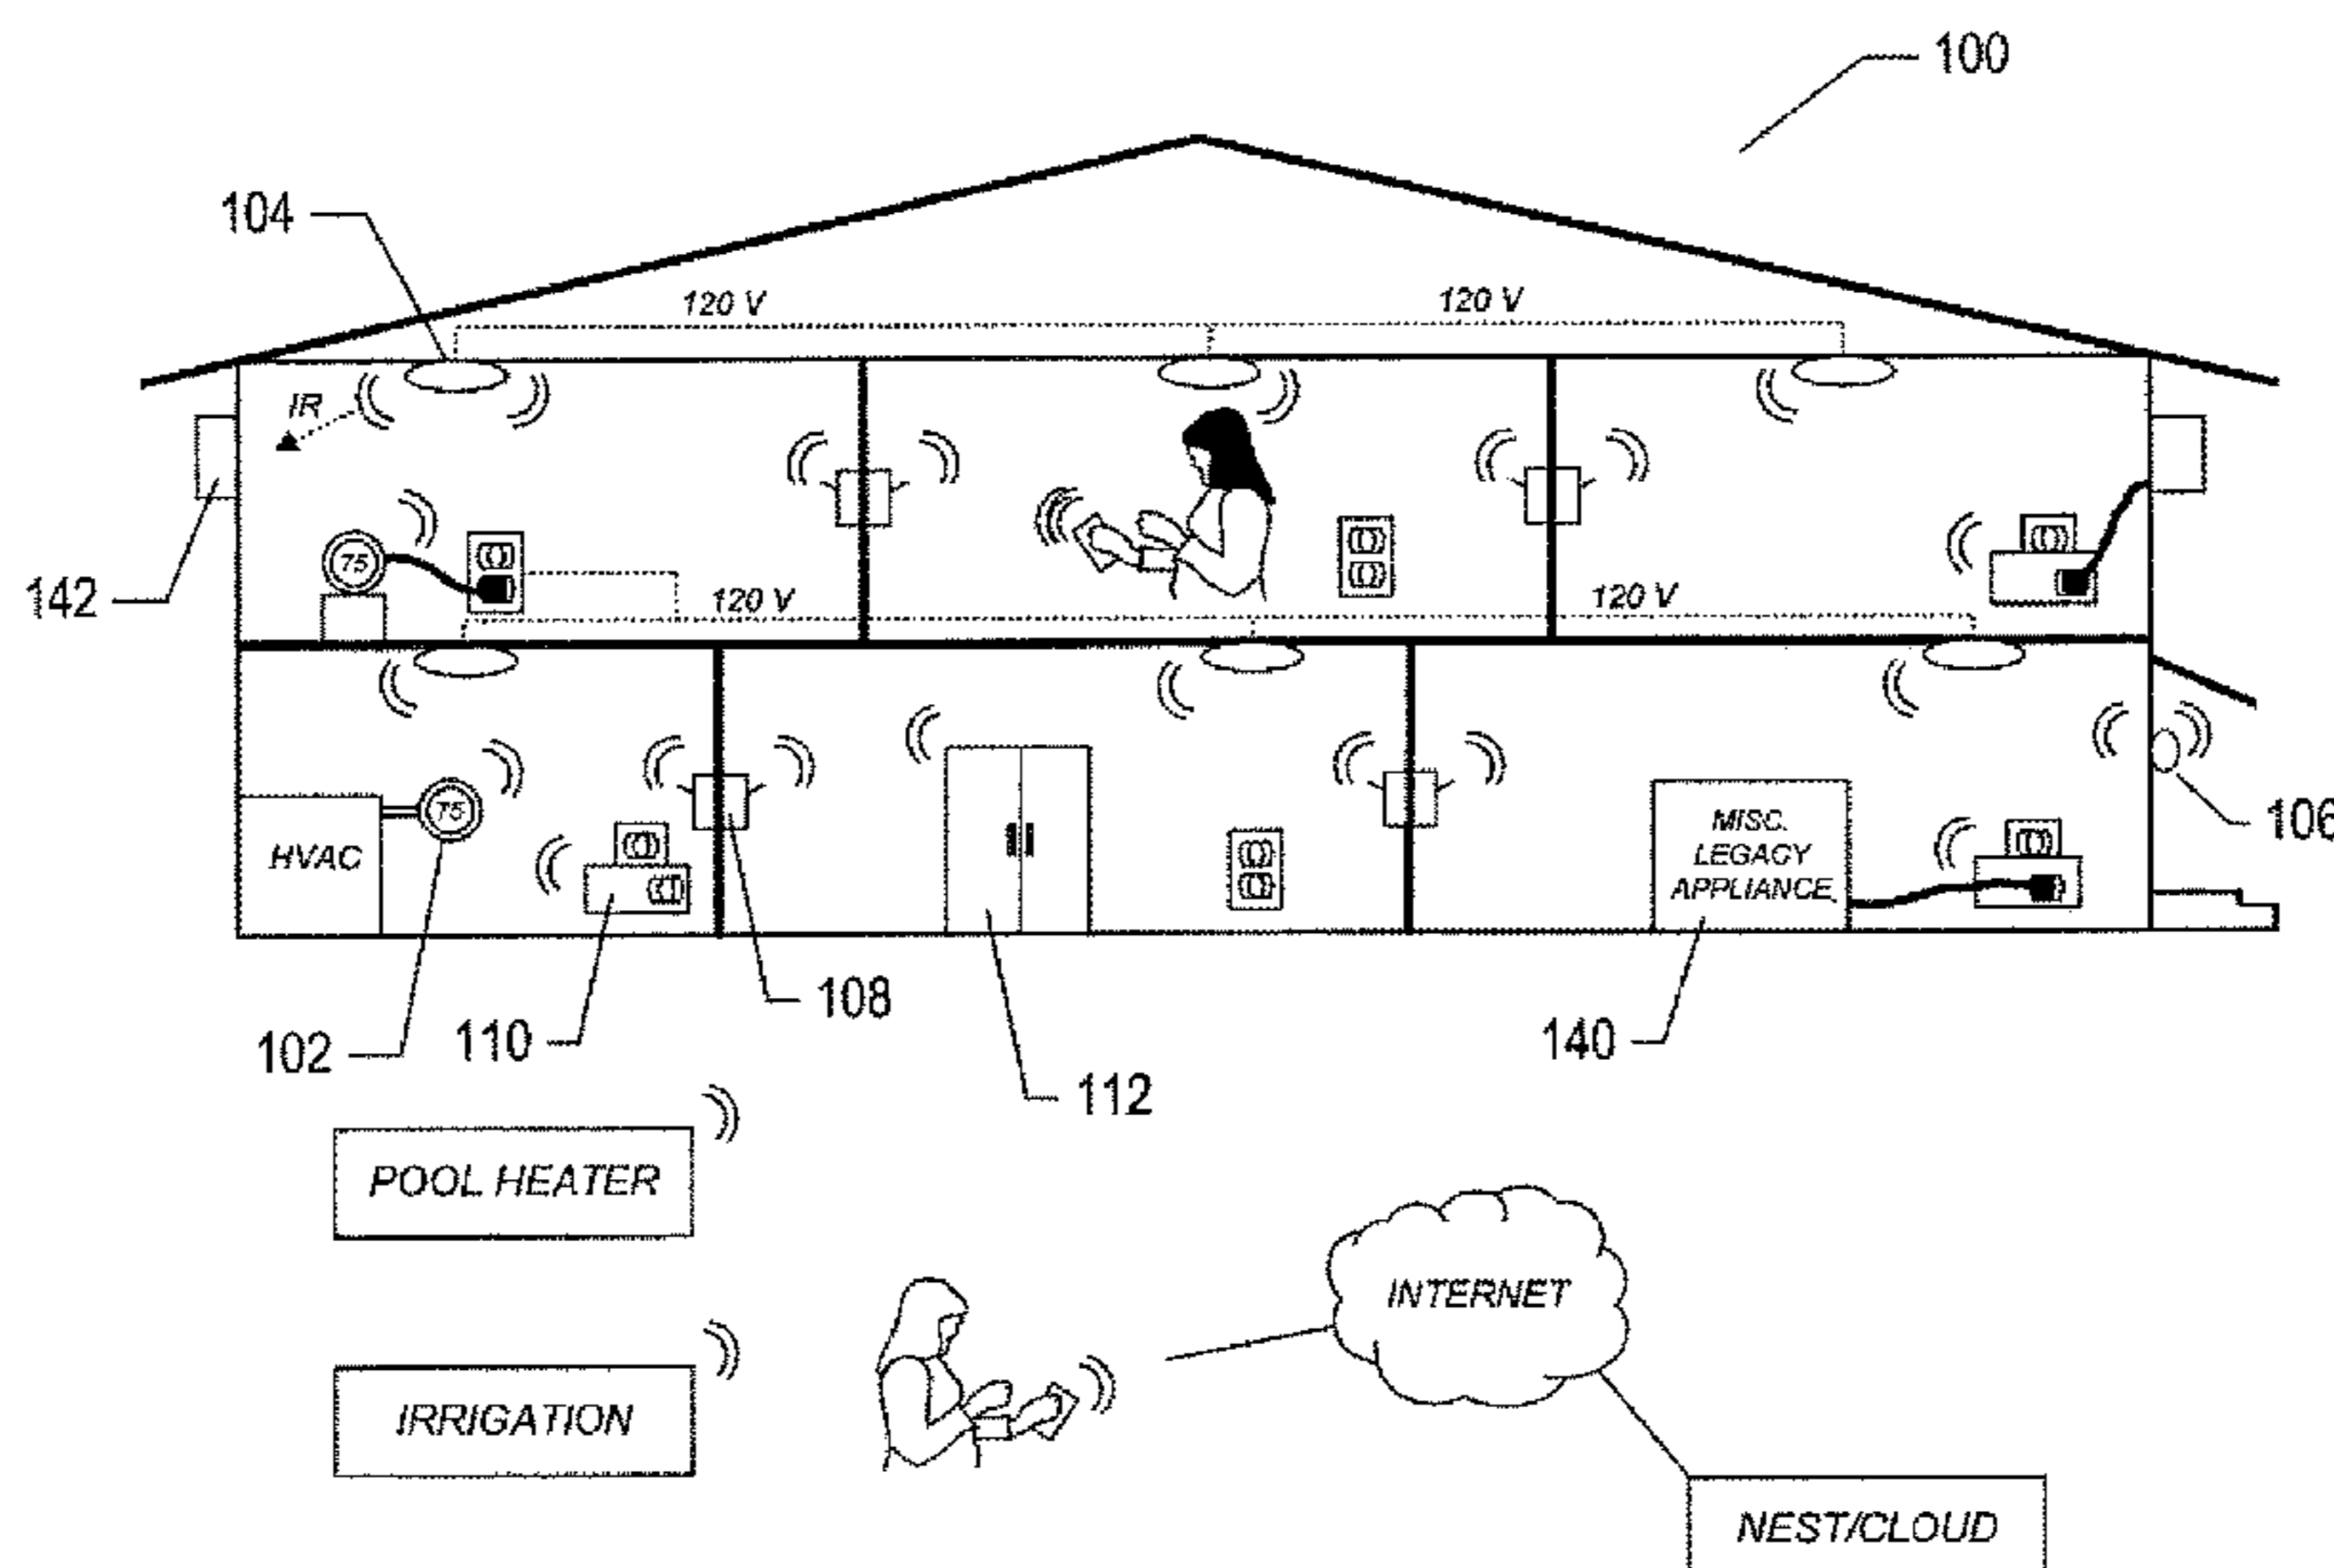 100
104
120 V
120 V
IR
142
75
120 V
120 V
75
HVAC
MISC.
LEGACY
APPLIANCE
106
108
102
110
140
112
POOL HEATER
INTERNET
IRRIGATION
NEST/CLOUD